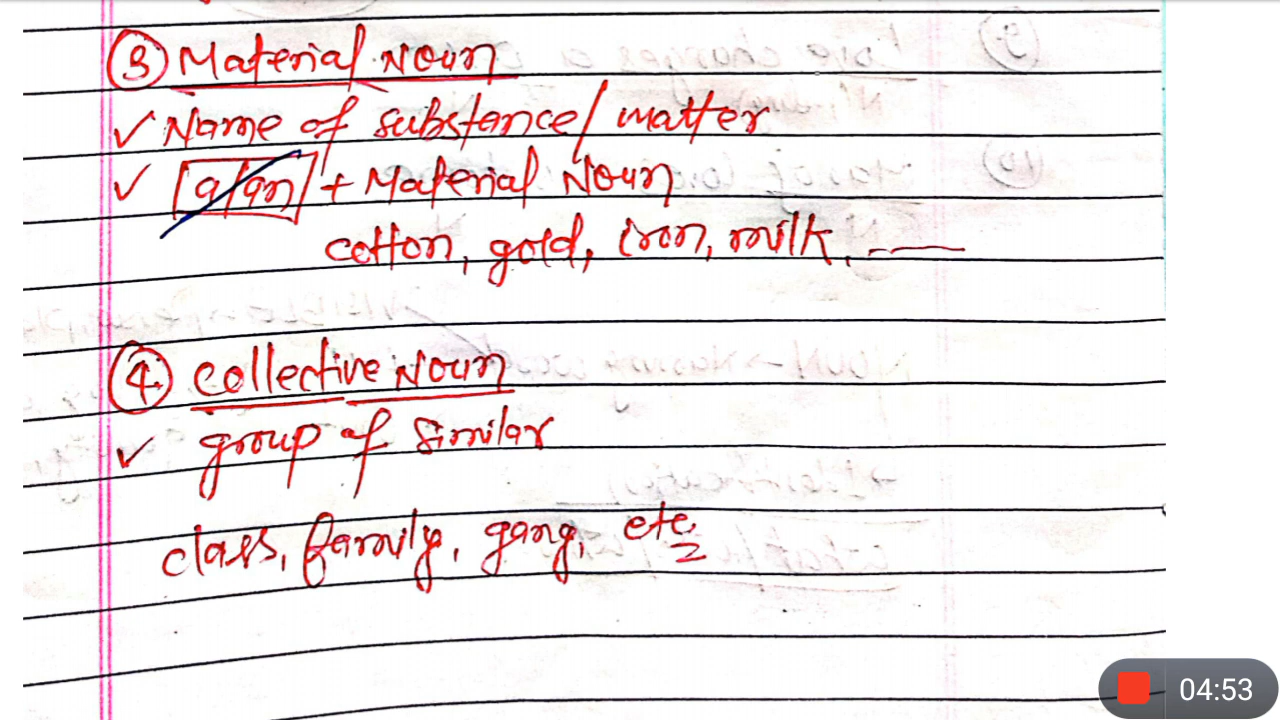 ③ Material Noun
✓ Name of substance/matter
✓ [a/an] + Material Noun
cotton, gold, iron, milk, ——
④ Collective Noun
✓ group of similar
class, family, gang, etc.
04:53